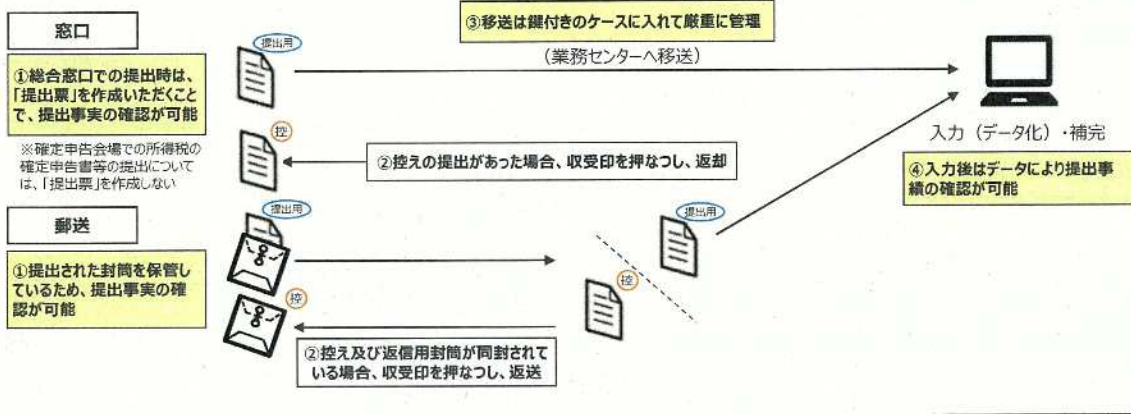 ③移送は鍵付きのケースに入れて厳重に管理
窓口
提出用
(業務センターへ移送)
①総合窓口での提出時は、
「提出票」を作成いただくこと
で、提出事実の確認が可能
控
入力（データ化）・補完
※確定申告会場での所得税の
確定申告書等の提出について
は、「提出票」を作成しない
②控えの提出があった場合、収受印を押なつし、返却
④入力後はデータにより提出事
績の確認が可能
郵送
提出用
提出用
①提出された封筒を保管し
ているため、提出事実の確
認が可能
控
控
②控え及び返信用封筒が同封されて
いる場合、収受印を押なつし、返送